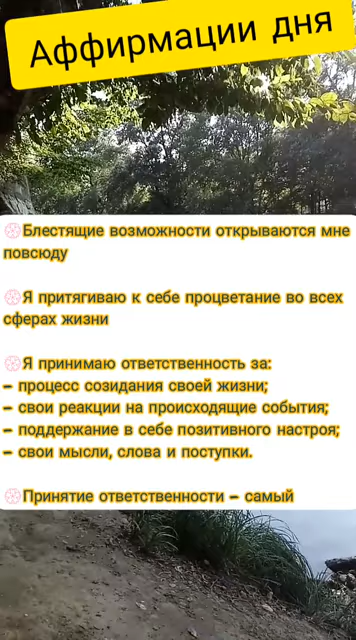 Аффирмации дня
🌸Блестящие возможности открываются мне
повсюду
🌸Я притягиваю к себе процветание во всех
сферах жизни
🌸Я принимаю ответственность за:
– процесс созидания своей жизни;
– свои реакции на происходящие события;
– поддержание в себе позитивного настроя;
– свои мысли, слова и поступки.
🌸Принятие ответственности – самый